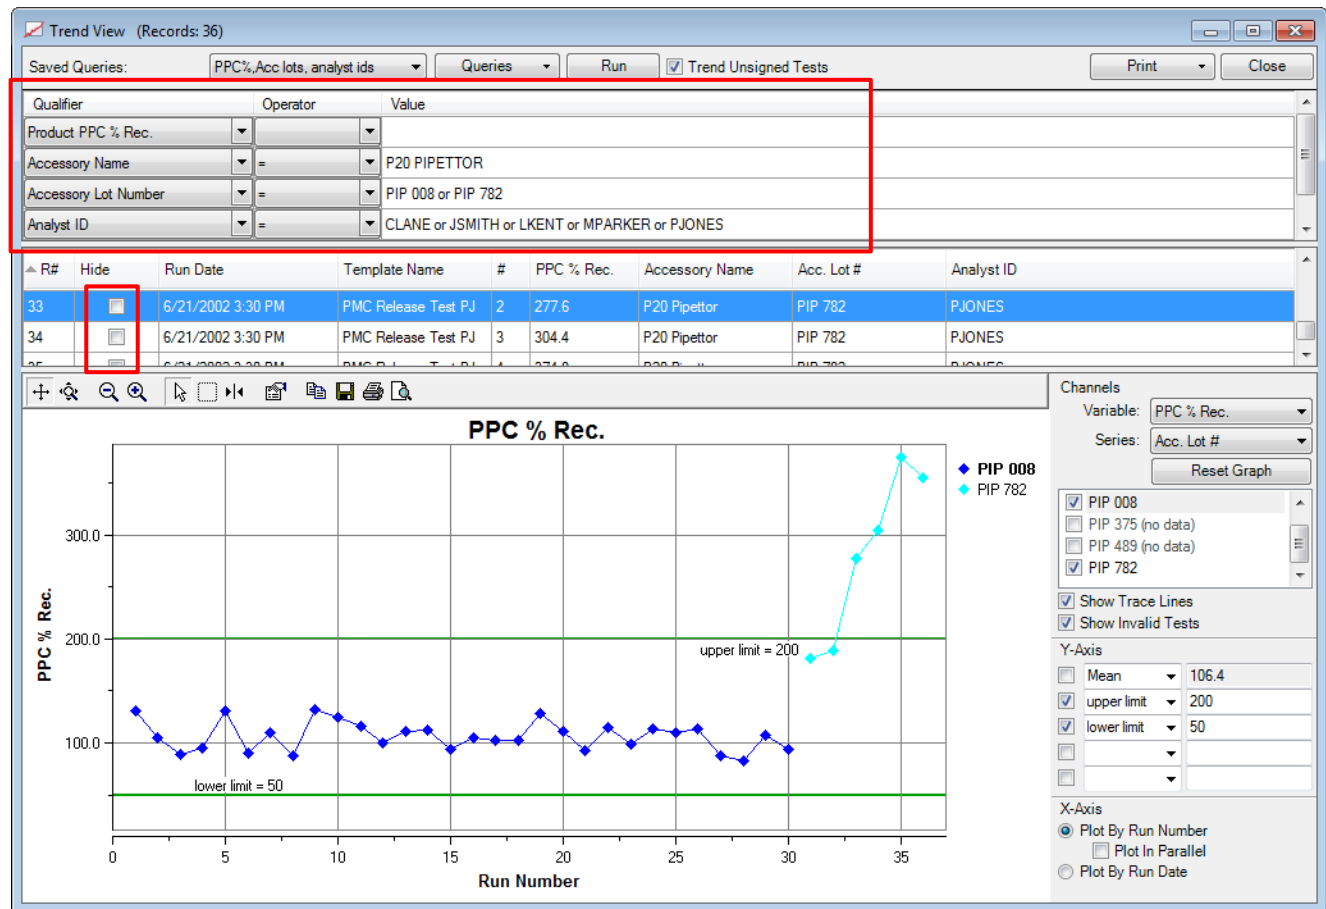 Trend View (Records: 36)
Saved Queries: PPC%,Acc lots, analyst ids Queries Run Trend Unsigned Tests Print Close
Qualifier Operator Value
Product PPC % Rec.
Accessory Name = P20 PIPETTOR
Accessory Lot Number = PIP 008 or PIP 782
Analyst ID = CLANE or JSMITH or LKENT or MPARKER or PJONES
R# Hide Run Date Template Name # PPC % Rec. Accessory Name Acc. Lot # Analyst ID
33 6/21/2002 3:30 PM PMC Release Test PJ 2 277.6 P20 Pipettor PIP 782 PJONES
34 6/21/2002 3:30 PM PMC Release Test PJ 3 304.4 P20 Pipettor PIP 782 PJONES
PPC % Rec.
PIP 008
PIP 782
300.0
200.0
100.0
PPC % Rec.
upper limit = 200
lower limit = 50
0 5 10 15 20 25 30 35
Run Number
Channels
Variable: PPC % Rec.
Series: Acc. Lot #
Reset Graph
PIP 008
PIP 375 (no data)
PIP 489 (no data)
PIP 782
Show Trace Lines
Show Invalid Tests
Y-Axis
Mean 106.4
upper limit 200
lower limit 50
X-Axis
Plot By Run Number
Plot In Parallel
Plot By Run Date